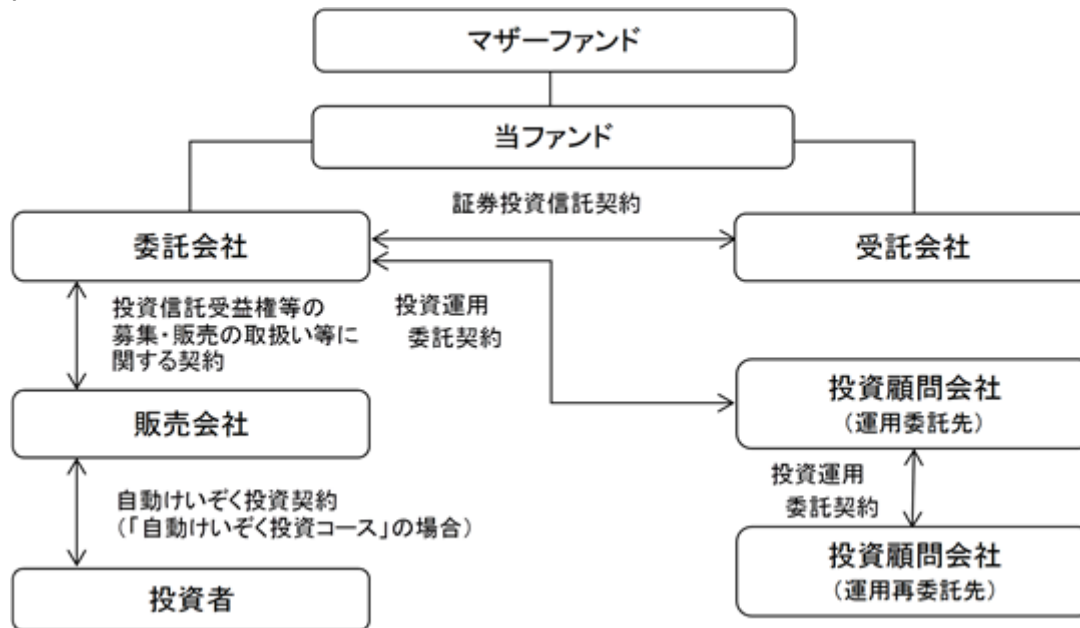 マザーファンド
当ファンド
証券投資信託契約
委託会社
受託会社
投資信託受益権等の
募集・販売の取扱い等に
関する契約
投資運用
委託契約
投資顧問会社
（運用委託先）
販売会社
自動けいぞく投資契約
（「自動けいぞく投資コース」の場合）
投資運用
委託契約
投資顧問会社
（運用再委託先）
投資者